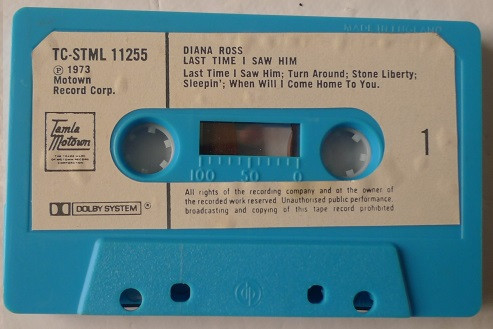 MADE IN ENGLAND
TC-STML 11255
℗ 1973
Motown
Record Corp.
DIANA ROSS
LAST TIME I SAW HIM
Last Time I Saw Him; Turn Around; Stone Liberty;
Sleepin'; When Will I Come Home To You.
Tamla
Motown
1
100 50 0
All rights of the recording company and of the owner of
the recorded work reserved. Unauthorised public performance,
broadcasting and copying of this tape record prohibited
DOLBY SYSTEM